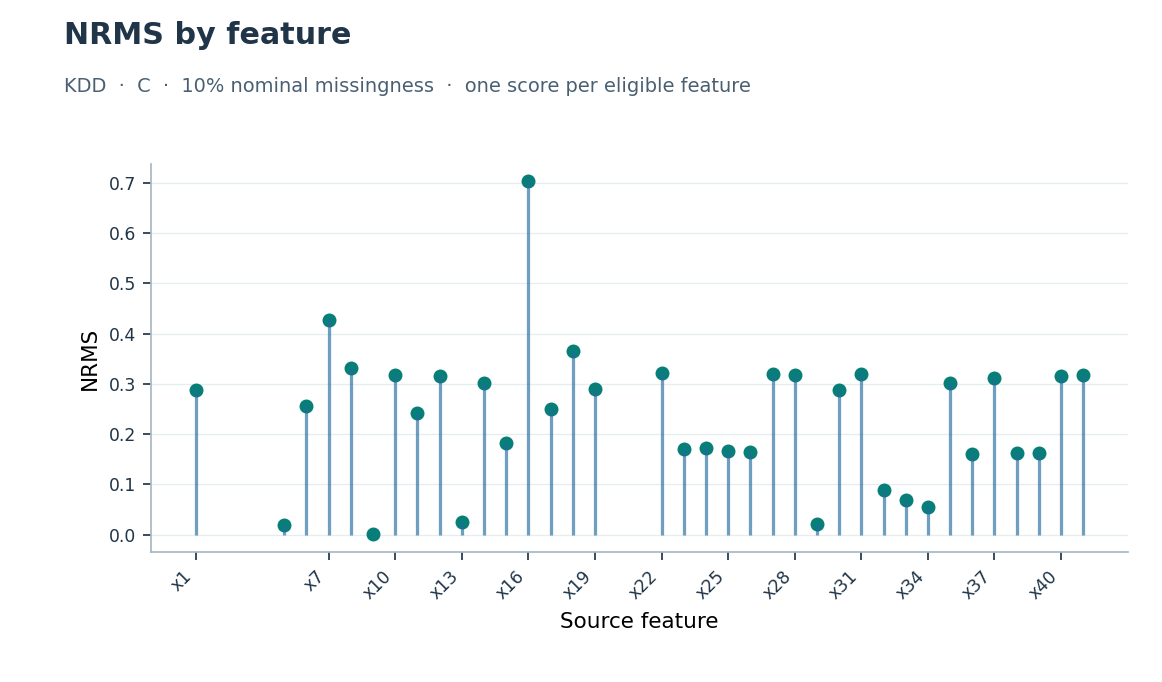 NRMS by feature
KDD · C · 10% nominal missingness · one score per eligible feature
NRMS
0.7
0.6
0.5
0.4
0.3
0.2
0.1
0.0
x1 x7 x10 x13 x16 x19 x22 x25 x28 x31 x34 x37 x40
Source feature